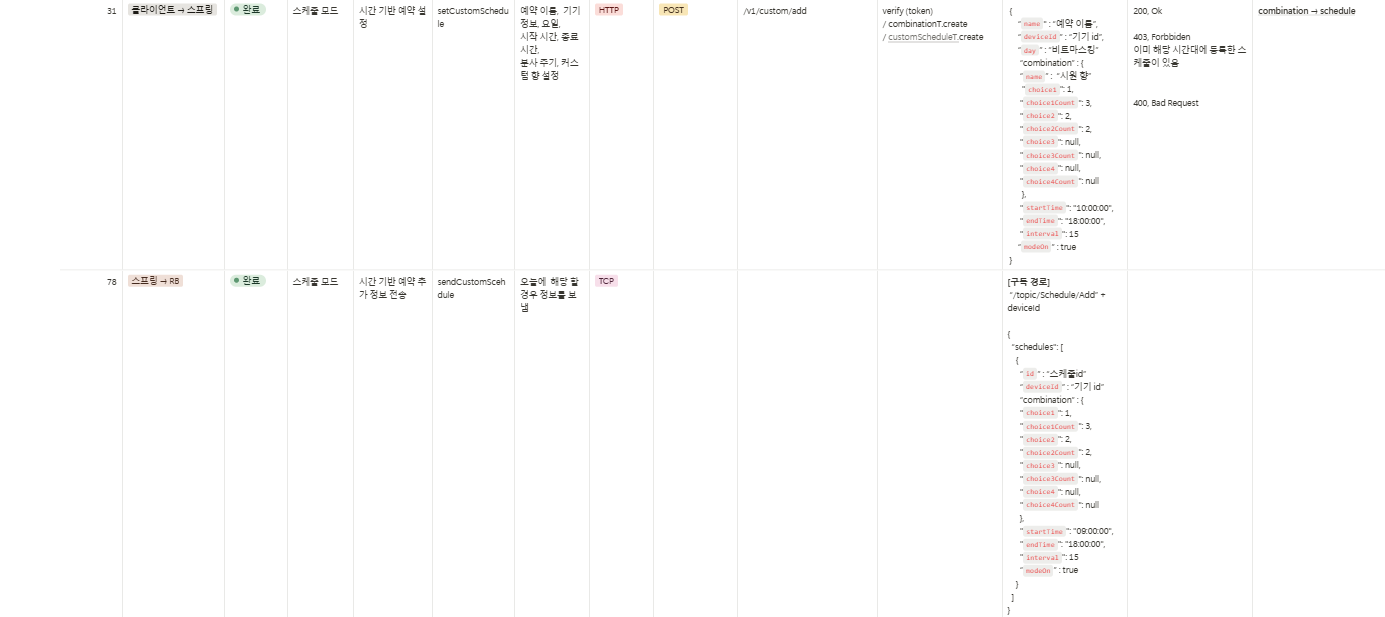 31
클라이언트 → 스프링
완료
스케줄 모드
시간 기반 예약 설
정
setCustomSchedu
le
예약 이름, 기기
정보, 요일,
시작 시간, 종료
시간,
분사 주기, 커스
텀 향 설정
HTTP
POST
/v1/custom/add
verify (token)
/ combinationT.create
/ customScheduleT.create
{
"name" : "예약 이름",
"deviceId" : "기기 id",
"day" : "비트마스킹"
"combination" : {
"name" : "시원 향"
"choice1": 1,
"choice1Count": 3,
"choice2": 2,
"choice2Count": 2,
"choice3": null,
"choice3Count": null,
"choice4": null,
"choice4Count": null
},
"startTime": "10:00:00",
"endTime": "18:00:00",
"interval": 15
"modeOn" : true
}
200, Ok
403, Forbbiden
이미 해당 시간대에 등록한 스
케줄이 있음
400, Bad Request
combination → schedule
78
스프링 → RB
완료
스케줄 모드
시간 기반 예약 추
가 정보 전송
sendCustomSceh
dule
오늘에 해당 할
경우 정보를 보
냄
TCP
[구독 경로]
"/topic/Schedule/Add" +
deviceId
{
"schedules": [
{
"id" : "스케줄id"
"deviceId" : "기기 id"
"combination" : {
"choice1": 1,
"choice1Count": 3,
"choice2": 2,
"choice2Count": 2,
"choice3": null,
"choice3Count": null,
"choice4": null,
"choice4Count": null
},
"startTime": "09:00:00",
"endTime": "18:00:00",
"interval": 15
"modeOn" : true
}
]
}